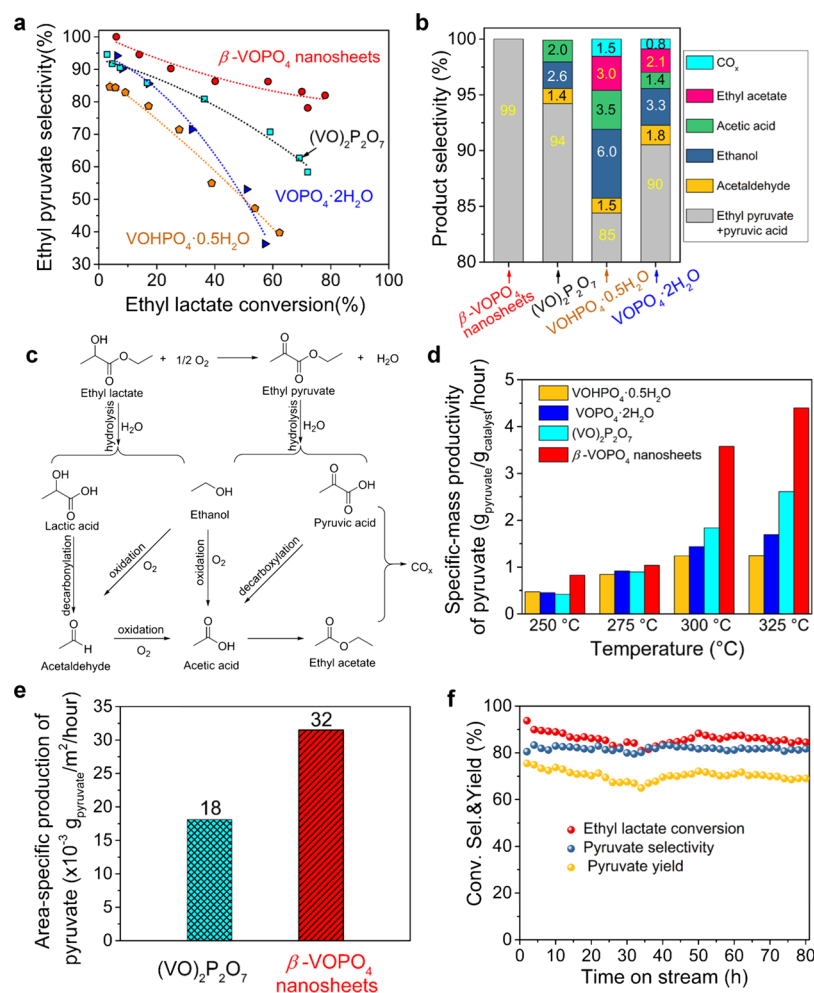 a
Ethyl pyruvate selectivity(%)
100
90
80
70
60
50
40
30
0
20
40
60
80
100
Ethyl lactate conversion(%)
β-VOPO₄ nanosheets
(VO)₂P₂O₇
VOPO₄·2H₂O
VOHPO₄·0.5H₂O
b
Product selectivity (%)
100
95
90
85
80
99
2.0
2.6
1.4
94
1.5
3.0
3.5
6.0
1.5
85
0.8
2.1
1.4
3.3
1.8
90
β-VOPO₄
nanosheets
(VO)₂P₂O₇
VOHPO₄·0.5H₂O
VOPO₄·2H₂O
COₓ
Ethyl acetate
Acetic acid
Ethanol
Acetaldehyde
Ethyl pyruvate
+pyruvic acid
c
OH
O
O
+ 1/2 O₂
O
O
O
+ H₂O
Ethyl lactate
Ethyl pyruvate
hydrolysis
H₂O
hydrolysis
H₂O
OH
OH
O
OH
O
OH
O
Lactic acid
Ethanol
Pyruvic acid
decarbonylation
oxidation
O₂
oxidation
O₂
decarboxylation
COₓ
O
H
oxidation
O₂
O
OH
O
O
Acetaldehyde
Acetic acid
Ethyl acetate
d
Specific-mass productivity
of pyruvate (g_pyruvate/g_catalyst/hour)
5
4
3
2
1
0
VOHPO₄·0.5H₂O
VOPO₄·2H₂O
(VO)₂P₂O₇
β-VOPO₄ nanosheets
250 °C
275 °C
300 °C
325 °C
Temperature (°C)
e
Area-specific production of
pyruvate (x10⁻³ g_pyruvate/m²/hour)
35
30
25
20
15
10
5
0
18
32
(VO)₂P₂O₇
β-VOPO₄
nanosheets
f
Conv. Sel.&Yield (%)
100
80
60
40
20
0
Ethyl lactate conversion
Pyruvate selectivity
Pyruvate yield
0
10
20
30
40
50
60
70
80
Time on stream (h)